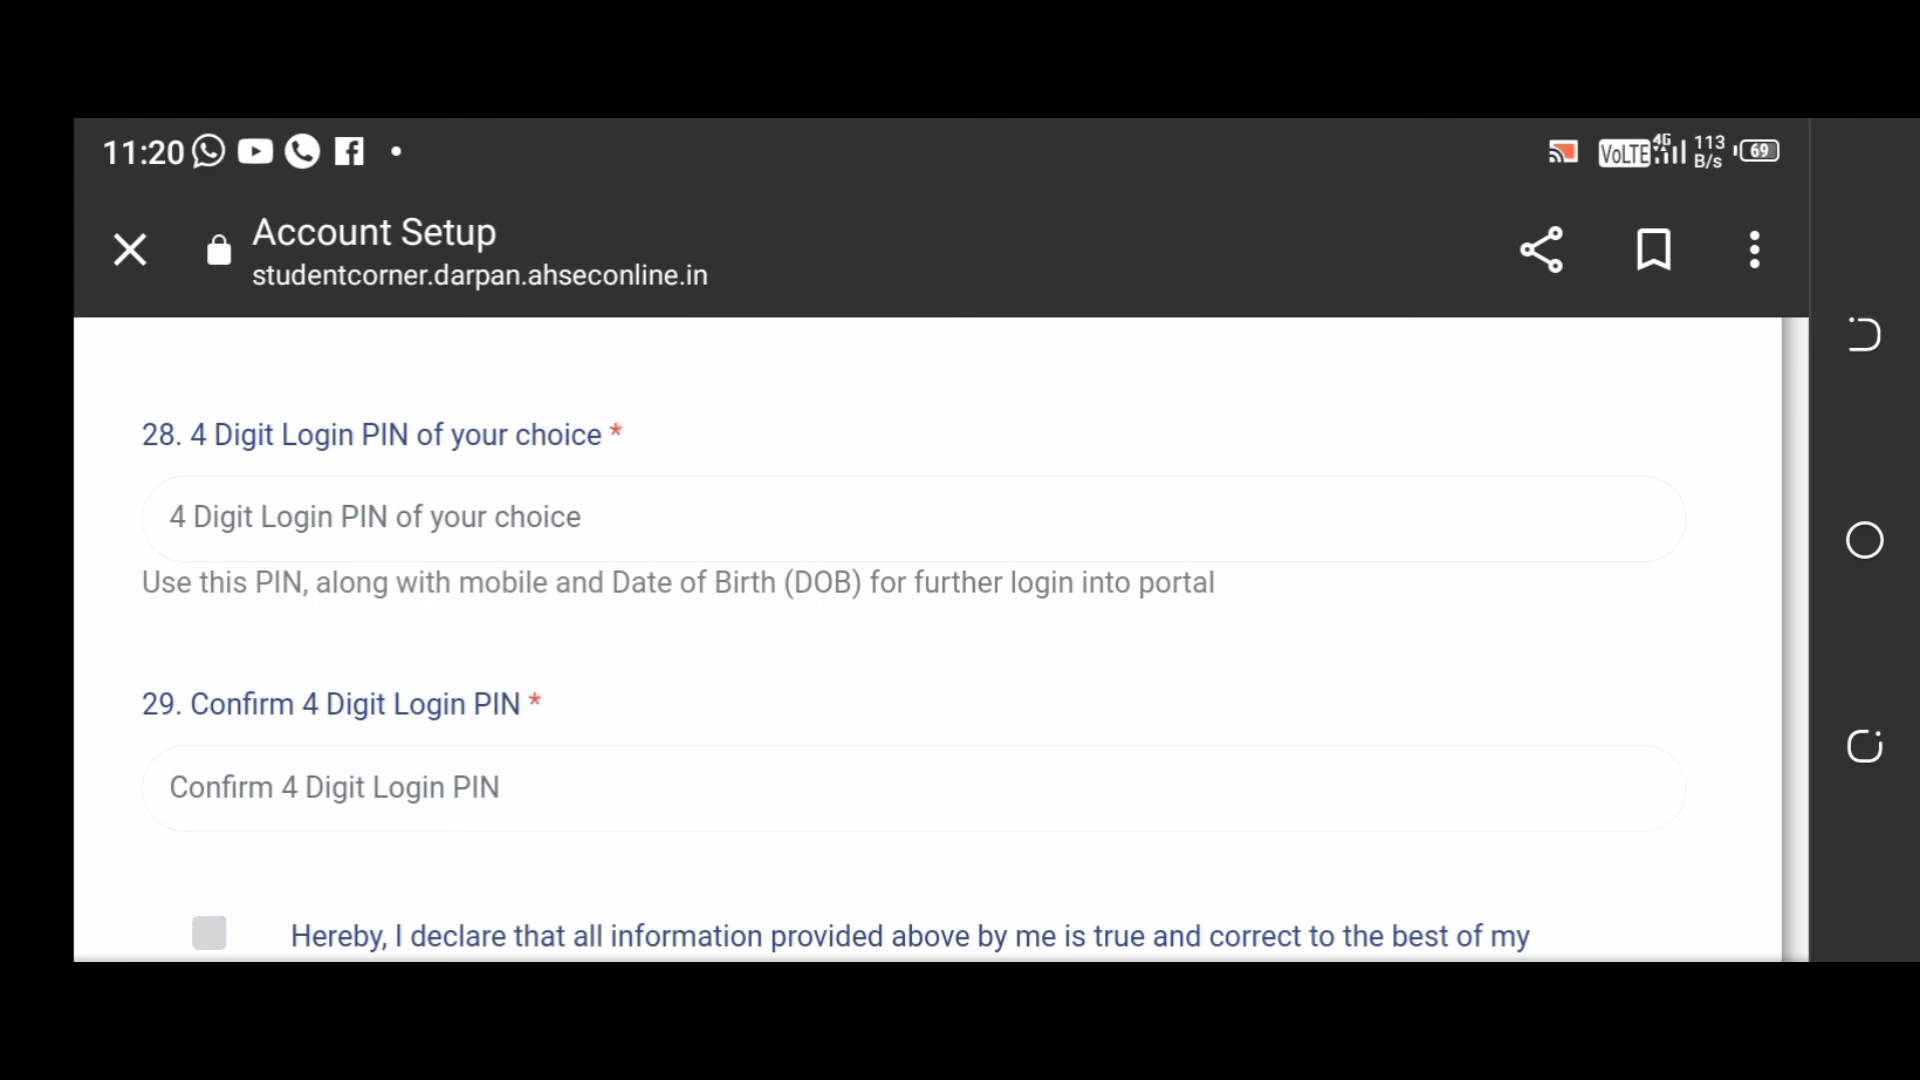 11:20
VoLTE 4G 113 B/s 69
Account Setup
studentcorner.darpan.ahseconline.in
28. 4 Digit Login PIN of your choice *
4 Digit Login PIN of your choice
Use this PIN, along with mobile and Date of Birth (DOB) for further login into portal
29. Confirm 4 Digit Login PIN *
Confirm 4 Digit Login PIN
Hereby, I declare that all information provided above by me is true and correct to the best of my